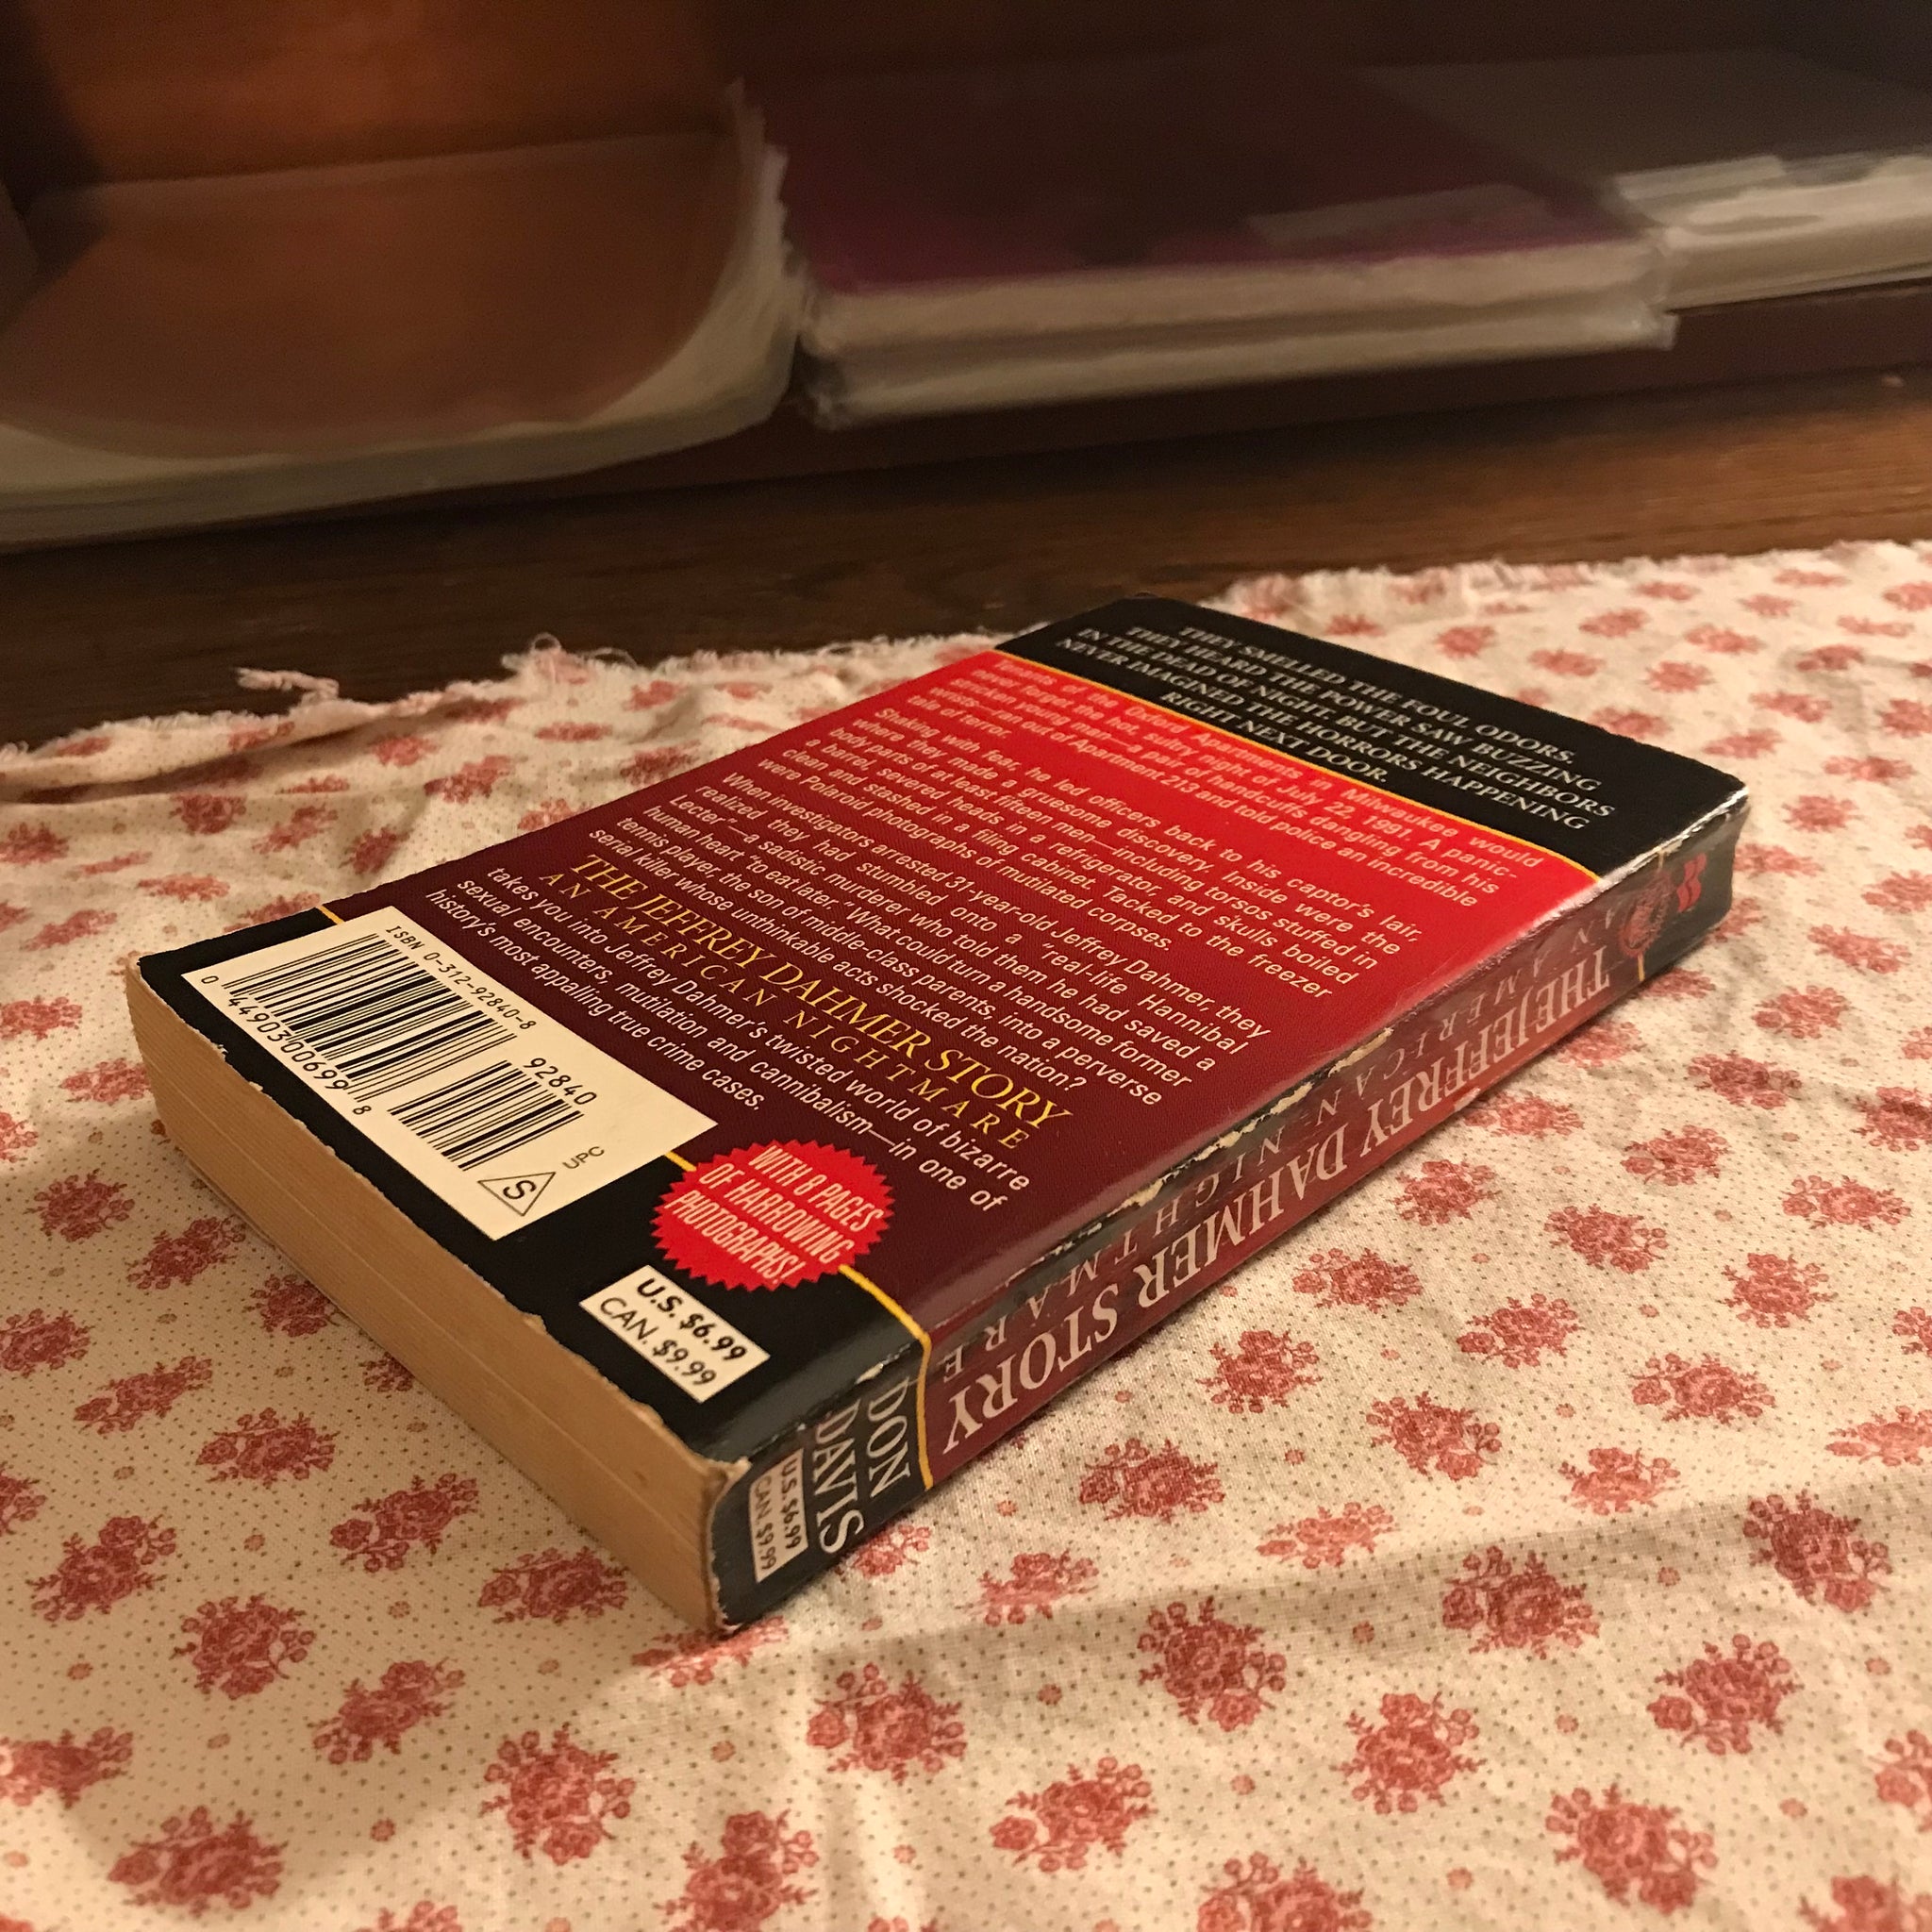 THEY SMELLED THE FOUL ODORS.
THEY HEARD THE POWER SAW BUZZING
IN THE DEAD OF NIGHT. BUT THE NEIGHBORS
NEVER IMAGINED THE HORRORS HAPPENING
RIGHT NEXT DOOR.
Tenants of the Oxford Apartments in Milwaukee would
never forget the hot, sultry night of July 22, 1991. A panic-
stricken young man—a pair of handcuffs dangling from his
wrists—ran out of Apartment 213 and told police an incredible
tale of terror.
Shaking with fear, he led officers back to his captor's lair,
where they made a gruesome discovery. Inside were the
body parts of at least fifteen men—including torsos stuffed in
a barrel, severed heads in a refrigerator, and skulls boiled
clean and stashed in a filing cabinet. Tacked to the freezer
were Polaroid photographs of mutilated corpses.
When investigators arrested 31-year-old Jeffrey Dahmer, they
realized they had stumbled onto a "real-life Hannibal
Lecter"—a sadistic murderer who told them he had saved a
human heart "to eat later." What could turn a handsome former
tennis player, the son of middle-class parents, into a perverse
serial killer whose unthinkable acts shocked the nation?
THE JEFFREY DAHMER STORY
AN AMERICAN NIGHTMARE
takes you into Jeffrey Dahmer's twisted world of bizarre
sexual encounters, mutilation and cannibalism—in one of
history's most appalling true crime cases.
WITH 8 PAGES
OF HARROWING
PHOTOGRAPHS!
ISBN 0-312-92840-8
92840
0 4490300699 8
S
UPC
U.S. $6.99
CAN. $9.99
THE JEFFREY DAHMER STORY
AN AMERICAN NIGHTMARE
DON
DAVIS
U.S. $6.99
CAN. $9.99